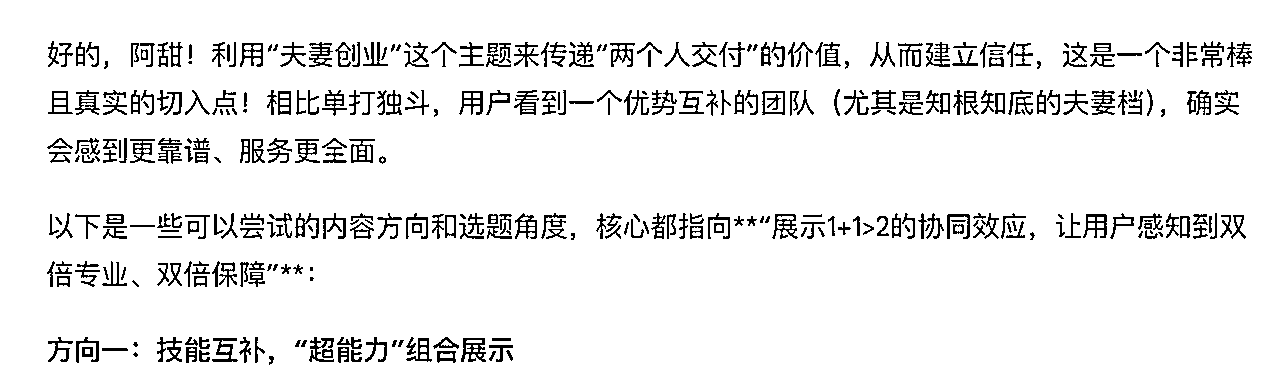 好的，阿甜！利用“夫妻创业”这个主题来传递“两个人交付”的价值，从而建立信任，这是一个非常棒
且真实的切入点！相比单打独斗，用户看到一个优势互补的团队（尤其是知根知底的夫妻档），确实
会感到更靠谱、服务更全面。
以下是一些可以尝试的内容方向和选题角度，核心都指向**“展示1+1>2的协同效应，让用户感知到双
倍专业、双倍保障”**：
方向一：技能互补，“超能力”组合展示